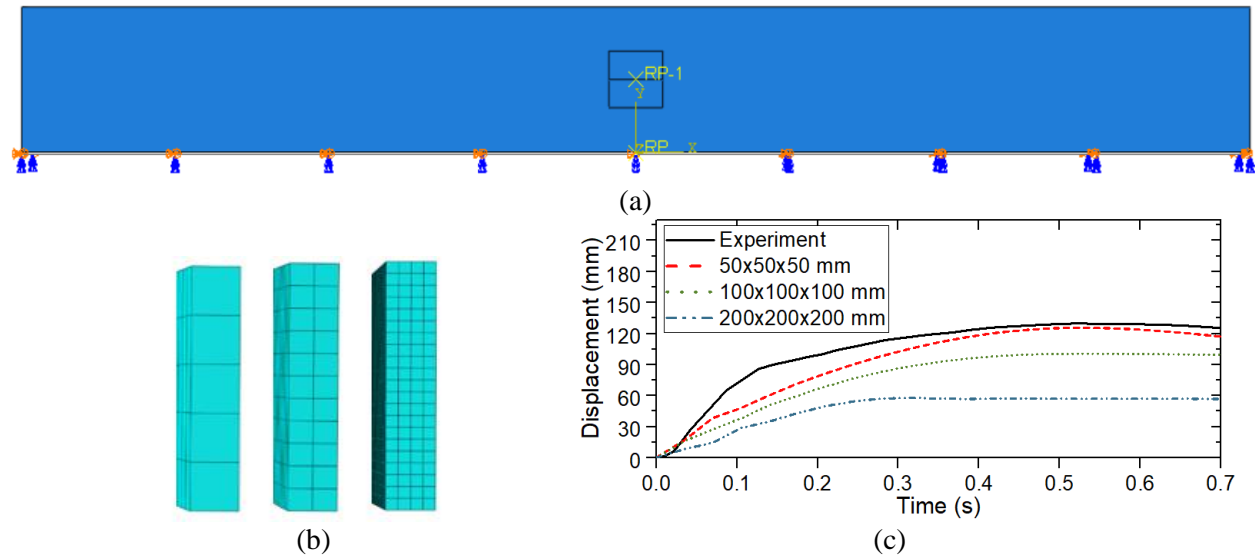 RP-1
Y
RP
X
(a)
Experiment
50x50x50 mm
100x100x100 mm
200x200x200 mm
210
180
150
120
90
60
30
0
Displacement (mm)
0.0 0.1 0.2 0.3 0.4 0.5 0.6 0.7
Time (s)
(b)
(c)